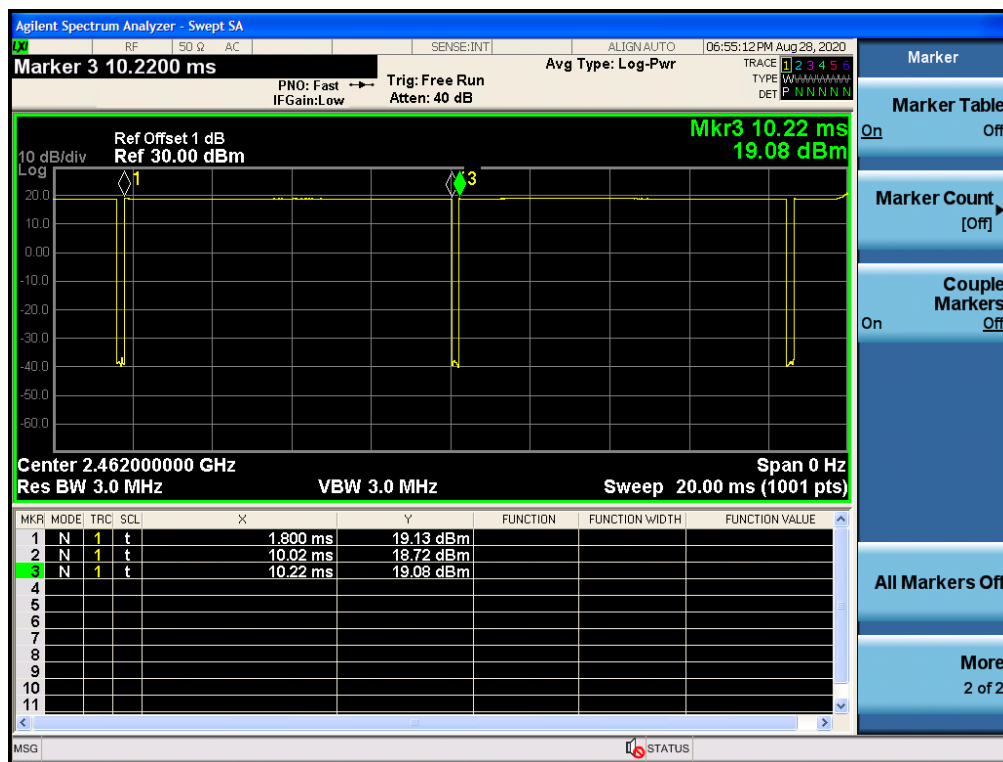 Agilent Spectrum Analyzer - Swept SA
LXI RF 50 Ω AC SENSE:INT ALIGN AUTO 06:55:12 PM Aug 28, 2020
Marker 3 10.2200 ms
PNO: Fast
IFGain:Low
Trig: Free Run
Atten: 40 dB
Avg Type: Log-Pwr
TRACE 1 2 3 4 5 6
TYPE WWWWWW
DET P N N N N N
Ref Offset 1 dB
Ref 30.00 dBm
10 dB/div
Log
Mkr3 10.22 ms
19.08 dBm
1
3
20.0
10.0
0.00
-10.0
-20.0
-30.0
-40.0
-50.0
-60.0
Center 2.462000000 GHz Span 0 Hz
Res BW 3.0 MHz VBW 3.0 MHz Sweep 20.00 ms (1001 pts)
MKR MODE TRC SCL X Y FUNCTION FUNCTION WIDTH FUNCTION VALUE
1 N 1 t 1.800 ms 19.13 dBm
2 N 1 t 10.02 ms 18.72 dBm
3 N 1 t 10.22 ms 19.08 dBm
4
5
6
7
8
9
10
11
MSG STATUS
Marker
Marker Table
On Off
Marker Count
[Off]
Couple
Markers
On Off
All Markers Off
More
2 of 2